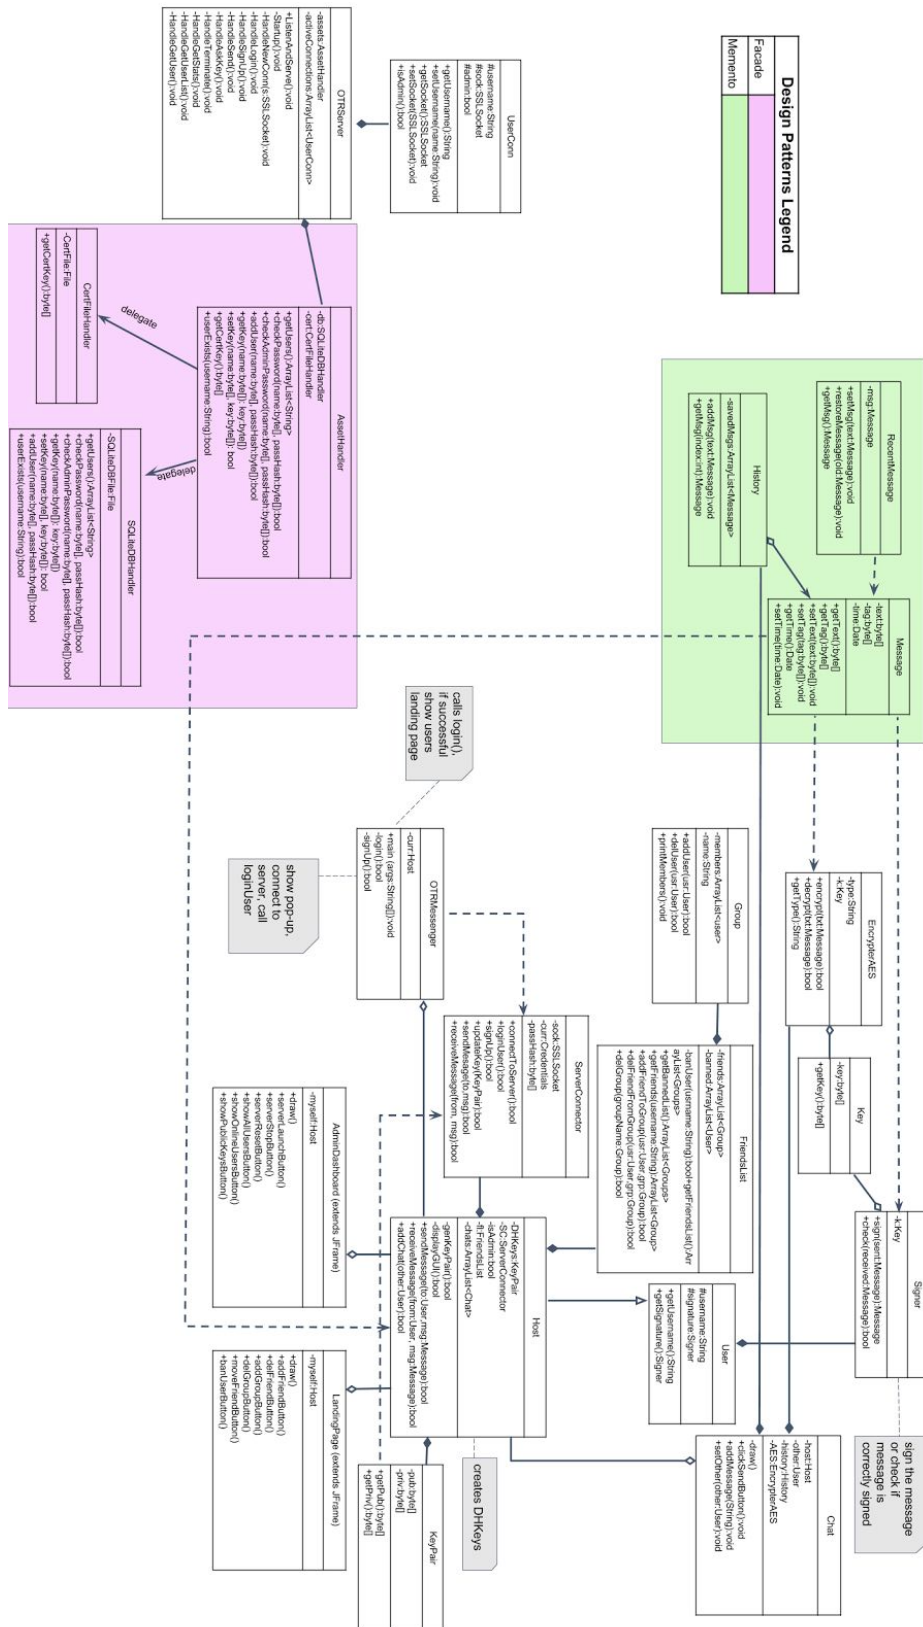 Design Patterns Legend
Facade
Memento
UserConn
#username:String
#sock:SSLSocket
#admin:bool
+getUsername():String
+setUsername(name:String):void
+getSocket():SSLSocket
+setSocket(SSLSocket):void
+isAdmin():bool
OTRServer
-assets:AssetHandler
-activeConnections:ArrayList<UserConn>
+ListenAndServe():void
-Startup():void
-HandleNewConn(s:SSLSocket):void
-HandleLogin():void
-HandleSignUp():void
-HandleSend():void
-HandleAskKey():void
-HandleTerminate():void
-HandleGetStats():void
-HandleGetUserList():void
-HandleGetUser():void
RecentMessage
-msg:Message
+setMsg(text:Message):void
+restoreMessage(old:Message):void
+getMsg():Message
History
-savedMsgs:ArrayList<Message>
+addMsg(text:Message):void
+getMsg(index:int):Message
Message
-text:byte[]
-tag:byte[]
-time:Date
+getText():byte[]
+getTag():byte[]
+setText(text:byte[]):void
+setTag(tag:byte[]):void
+getTime():Date
+setTime(time:Date):void
AssetHandler
-db:SQLiteDBHandler
-cert:CertFileHandler
+getUsers():ArrayList<String>
+checkPassword(name:byte[], passHash:byte[]):bool
+checkAdminPassword(name:byte[], passHash:byte[]):bool
+addUser(name:byte[], passHash:byte[]):bool
+getKey(name:byte[]): key:byte[]
+setKey(name:byte[], key:byte[]): bool
+getCertKey():byte[]
+userExists(username:String):bool
delegate
delegate
CertFileHandler
-CertFile:File
+getCertKey():byte[]
SQLiteDBHandler
-SQLiteDBFile:File
+getUsers():ArrayList<String>
+checkPassword(name:byte[], passHash:byte[]):bool
+checkAdminPassword(name:byte[], passHash:byte[]):bool
+getKey(name:byte[]): key:byte[])
+setKey(name:byte[], key:byte[]): bool
+addUser(name:byte[], passHash:byte[]):bool
+userExists(username:String):bool
calls login(),
if successful
show users
landing page
OTRMessenger
-curr:Host
+main (args:String[]):void
-login():bool
-signUp():bool
show pop-up,
connect to
server, call
loginUser
Group
-members:ArrayList<user>
-name:String
+addUser(usr:User):bool
+delUser(usr:User):bool
+printMembers():void
EncrypterAES
-type:String
-k:Key
+encrypt(txt:Message):bool
+decrypt(txt:Message):bool
+getType():String
Key
-key:byte[]
+getKey():byte[]
Signer
-k:Key
+sign(sent:Message):Message
+check(received:Message):bool
sign the message
or check if
message is
correctly signed
FriendsList
-friends:ArrayList<Group>
-banned:ArrayList<User>
-banUser(usrname:String):bool+getFriendsList():Arr
ayList<Groups>
+getBannedList():ArrayList<Groups>
+getFriends(username:String):ArrayList<Group>
+addFriendToGroup(usr:User,grp:Group):bool
+delFriendFromGroup(usr:User,grp:Group):bool
+delGroup(groupName:Group):bool
ServerConnector
-sock:SSLSocket
-curr:Credentials
-passHash:byte[]
+connectToServer():bool
+loginUser():bool
+signUp():bool
+updateKey(KeyPair):bool
+sendMesage(to,msg):bool
+receiveMessage(from, msg):bool
User
#username:String
#signature:Signer
+getUsername():String
+getSignature():Signer
Chat
-host:Host
-other:User
-history:History
-AES:EncrypterAES
-draw()
+clickSendButton():void
+addMessage(String):void
+setOther(other:User):void
Host
-DHKeys:KeyPair
-SC:ServerConnector
-isAdmin:bool
-fl:FriendsList
-chats:ArrayList<Chat>
-genKeyPair():bool
-displayGUI():bool
+sendMessage(to:User,msg:Message):bool
+receiveMessage(from:User, msg:Message):bool
+addChat(other:User):bool
creates DHKeys
AdminDashboard (extends JFrame)
-myself:Host
+draw()
+serverLaunchButton()
+serverStopButton()
+serverResetButton()
+showAllUsersButton()
+showOnlineUsersButton()
+showPublicKeysButton()
LandingPage (extends JFrame)
-myself:Host
+draw()
+addFriendButton()
+delFriendButton()
+addGroupButton()
+delGroupButton()
+moveFriendButton()
+banUserButton()
KeyPair
-pub:byte[]
-priv:byte[]
+getPub():byte[]
+getPriv():byte[]